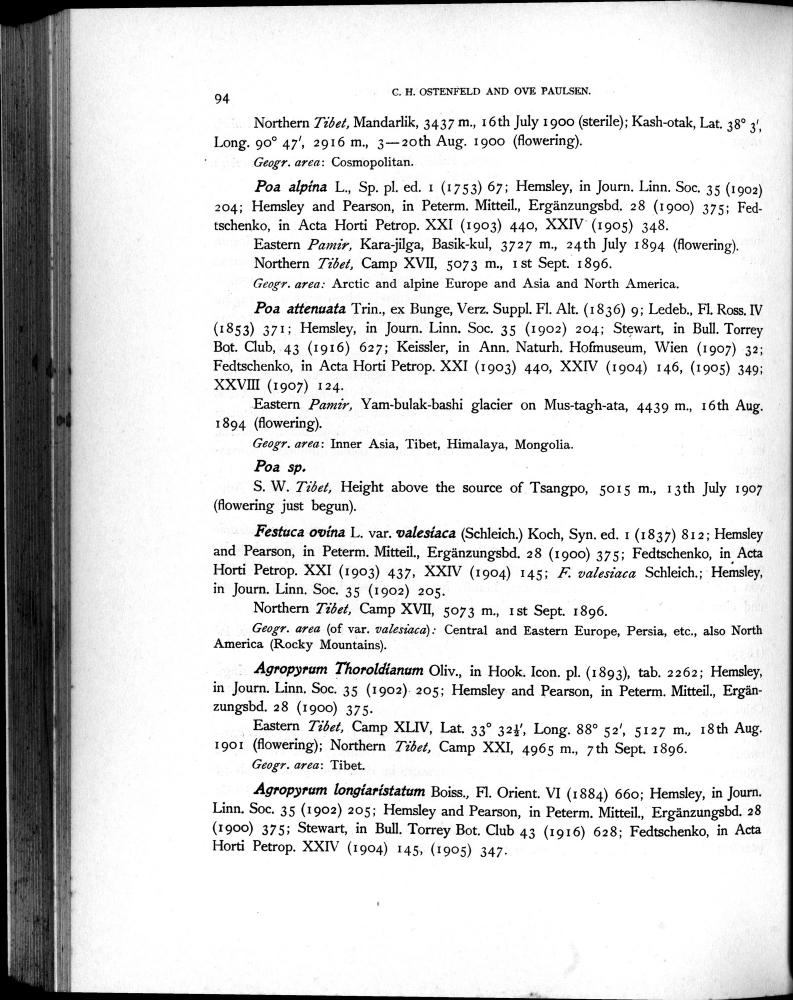 94
C. H. OSTENFELD AND OVE PAULSEN.
Northern Tibet, Mandarlik, 3437 m., 16th July 1900 (sterile); Kash-otak, Lat. 38° 3′,
Long. 90° 47′, 2916 m., 3—20th Aug. 1900 (flowering).
Geogr. area: Cosmopolitan.
Poa alpina L., Sp. pl. ed. 1 (1753) 67; Hemsley, in Journ. Linn. Soc. 35 (1902)
204; Hemsley and Pearson, in Peterm. Mitteil., Ergänzungsbd. 28 (1900) 375; Fed-
tschenko, in Acta Horti Petrop. XXI (1903) 440, XXIV (1905) 348.
Eastern Pamir, Kara-jilga, Basik-kul, 3727 m., 24th July 1894 (flowering).
Northern Tibet, Camp XVII, 5073 m., 1st Sept. 1896.
Geogr. area: Arctic and alpine Europe and Asia and North America.
Poa attenuata Trin., ex Bunge, Verz. Suppl. Fl. Alt. (1836) 9; Ledeb., Fl. Ross. IV
(1853) 371; Hemsley, in Journ. Linn. Soc. 35 (1902) 204; Stewart, in Bull. Torrey
Bot. Club, 43 (1916) 627; Keissler, in Ann. Naturh. Hofmuseum, Wien (1907) 32;
Fedtschenko, in Acta Horti Petrop. XXI (1903) 440, XXIV (1904) 146, (1905) 349;
XXVIII (1907) 124.
Eastern Pamir, Yam-bulak-bashi glacier on Mus-tagh-ata, 4439 m., 16th Aug.
1894 (flowering).
Geogr. area: Inner Asia, Tibet, Himalaya, Mongolia.
Poa sp.
S. W. Tibet, Height above the source of Tsangpo, 5015 m., 13th July 1907
(flowering just begun).
Festuca ovina L. var. valesiaca (Schleich.) Koch, Syn. ed. 1 (1837) 812; Hemsley
and Pearson, in Peterm. Mitteil., Ergänzungsbd. 28 (1900) 375; Fedtschenko, in Acta
Horti Petrop. XXI (1903) 437, XXIV (1904) 145; F. valesiaca Schleich.; Hemsley,
in Journ. Linn. Soc. 35 (1902) 205.
Northern Tibet, Camp XVII, 5073 m., 1st Sept. 1896.
Geogr. area (of var. valesiaca): Central and Eastern Europe, Persia, etc., also North
America (Rocky Mountains).
Agropyrum Thoroldianum Oliv., in Hook. Icon. pl. (1893), tab. 2262; Hemsley,
in Journ. Linn. Soc. 35 (1902) 205; Hemsley and Pearson, in Peterm. Mitteil., Ergän-
zungsbd. 28 (1900) 375.
Eastern Tibet, Camp XLIV, Lat. 33° 32½′, Long. 88° 52′, 5127 m., 18th Aug.
1901 (flowering); Northern Tibet, Camp XXI, 4965 m., 7th Sept. 1896.
Geogr. area: Tibet.
Agropyrum longiaristatum Boiss., Fl. Orient. VI (1884) 660; Hemsley, in Journ.
Linn. Soc. 35 (1902) 205; Hemsley and Pearson, in Peterm. Mitteil., Ergänzungsbd. 28
(1900) 375; Stewart, in Bull. Torrey Bot. Club 43 (1916) 628; Fedtschenko, in Acta
Horti Petrop. XXIV (1904) 145, (1905) 347.